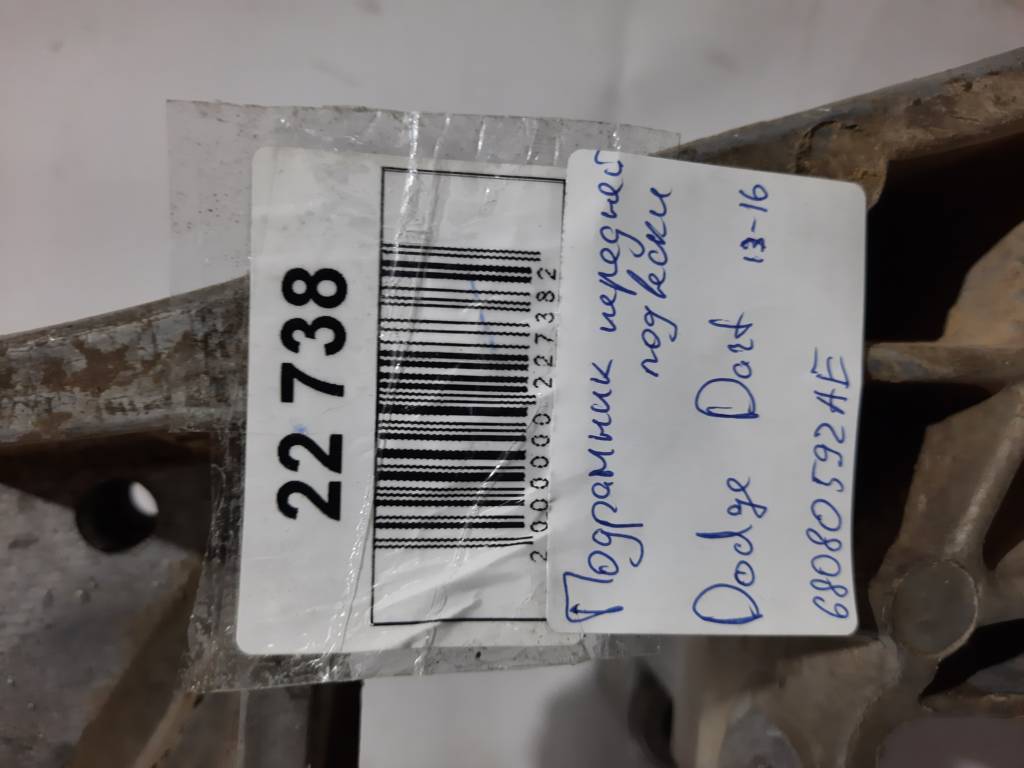 22 738
2000000227382
Подрамник передней
подвески
Dodge Dart 13-16
68080592AE